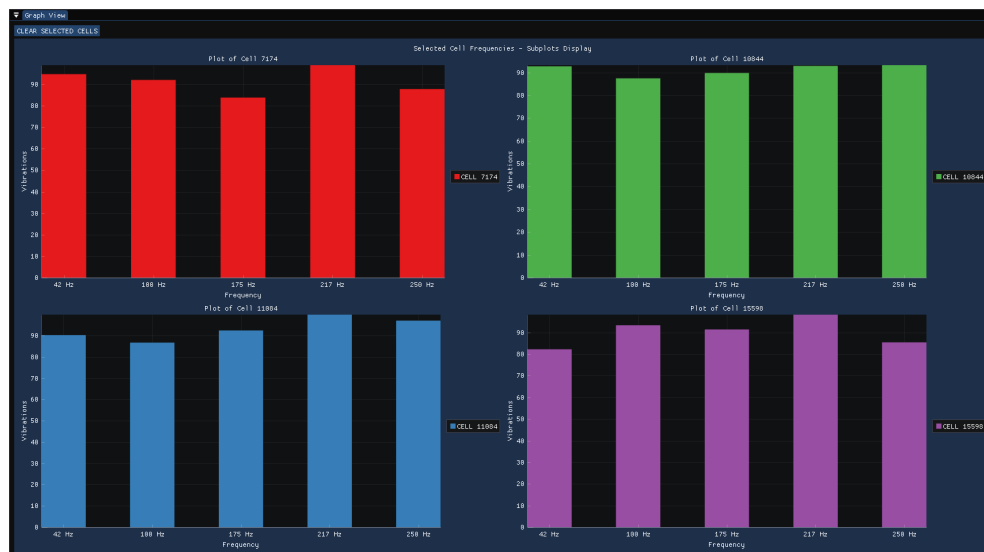 Graph View
CLEAR SELECTED CELLS
Selected Cell Frequencies - Subplots Display
Plot of Cell 7174
90
80
70
60
50
40
30
20
10
0
Vibrations
42 Hz 100 Hz 175 Hz 217 Hz 250 Hz
Frequency
CELL 7174
Plot of Cell 10844
90
80
70
60
50
40
30
20
10
0
Vibrations
42 Hz 100 Hz 175 Hz 217 Hz 250 Hz
Frequency
CELL 10844
Plot of Cell 11084
90
80
70
60
50
40
30
20
10
0
Vibrations
42 Hz 100 Hz 175 Hz 217 Hz 250 Hz
Frequency
CELL 11084
Plot of Cell 15598
90
80
70
60
50
40
30
20
10
0
Vibrations
42 Hz 100 Hz 175 Hz 217 Hz 250 Hz
Frequency
CELL 15598